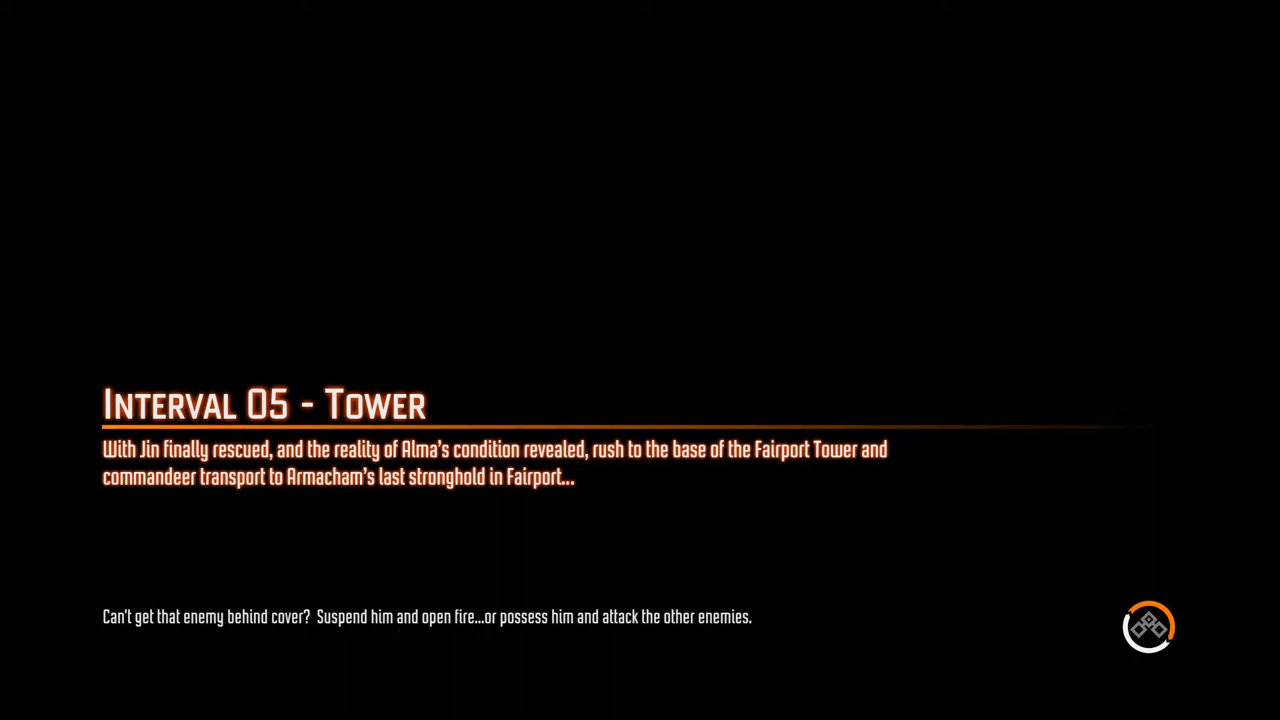 Interval 05 - Tower
With Jin finally rescued, and the reality of Alma's condition revealed, rush to the base of the Fairport Tower and
commandeer transport to Armacham's last stronghold in Fairport...
Can't get that enemy behind cover?  Suspend him and open fire...or possess him and attack the other enemies.